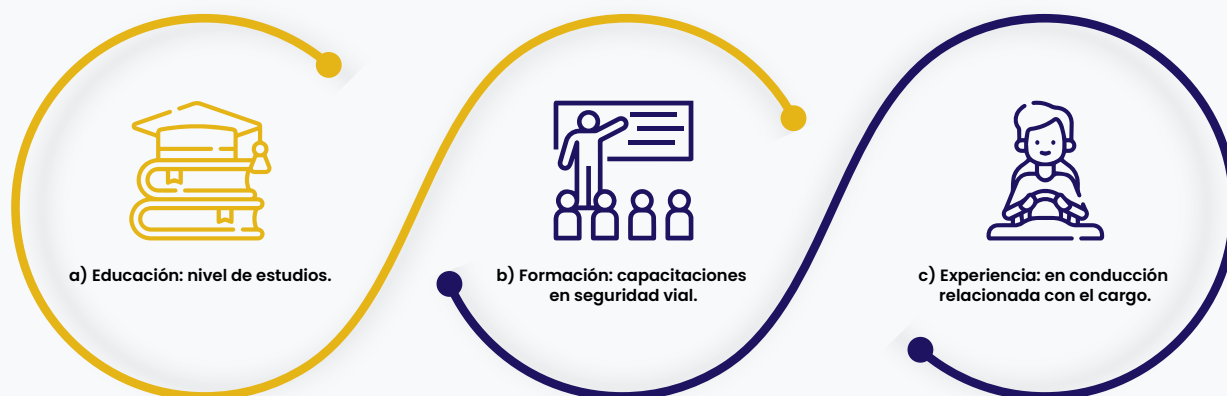 a) Educación: nivel de estudios.
b) Formación: capacitaciones
en seguridad vial.
c) Experiencia: en conducción
relacionada con el cargo.